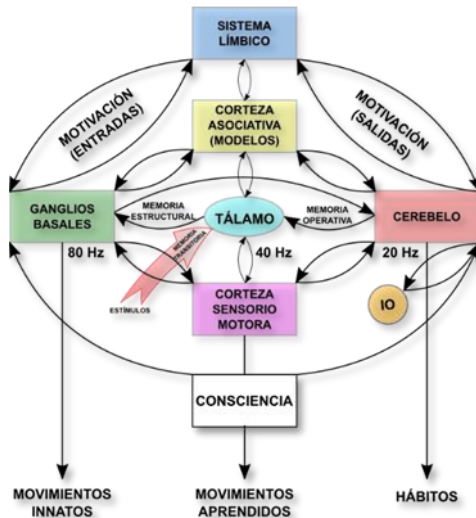 SISTEMA
LÍMBICO
MOTIVACIÓN
(ENTRADAS)
MOTIVACIÓN
(SALIDAS)
CORTEZA
ASOCIATIVA
(MODELOS)
GANGLIOS
BASALES
MEMORIA
ESTRUCTURAL
TÁLAMO
MEMORIA
OPERATIVA
CEREBELO
80 Hz
MEMORIA
TRANSITORIA
40 Hz
20 Hz
ESTÍMULOS
CORTEZA
SENSORIO
MOTORA
IO
CONSCIENCIA
MOVIMIENTOS
INNATOS
MOVIMIENTOS
APRENDIDOS
HÁBITOS